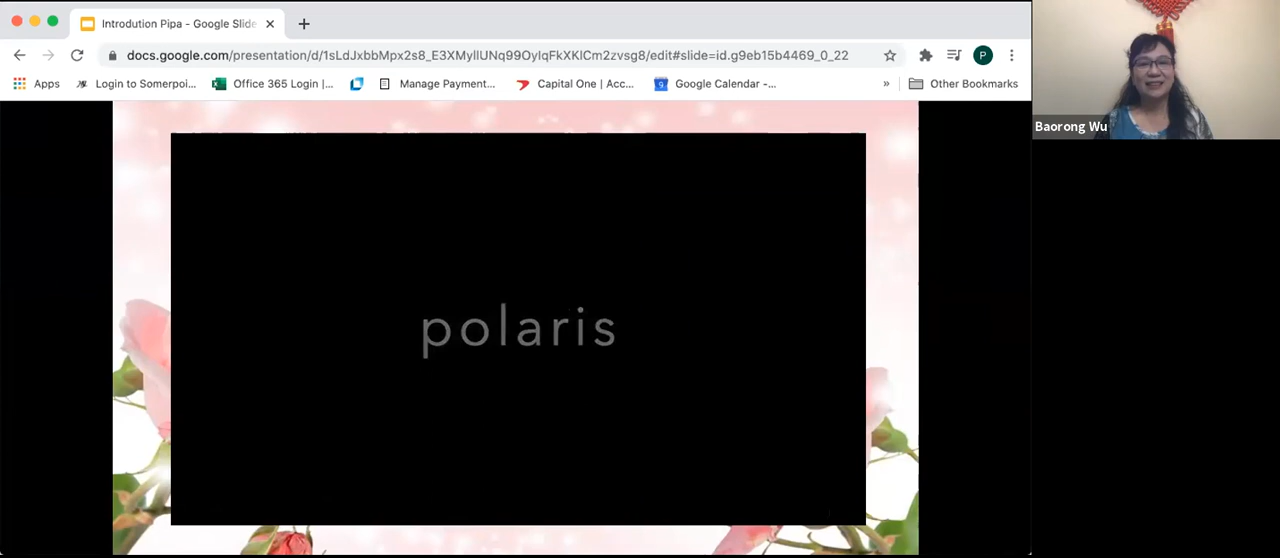 Introdution Pipa - Google Slide
docs.google.com/presentation/d/1sLdJxbbMpx2s8_E3XMyllUNq99OylqFkXKlCm2zvsg8/edit#slide=id.g9eb15b4469_0_22
P
Apps
Login to Somerpoi...
Office 365 Login |...
Manage Payment...
Capital One | Acc...
Google Calendar -...
»
Other Bookmarks
Baorong Wu
polaris